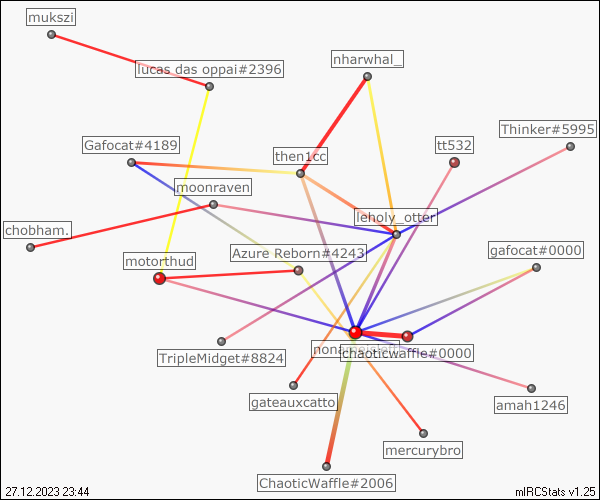 mukszi
lucas das oppai#2396
nharwhal_
Thinker#5995
Gafocat#4189
then1cc
tt532
moonraven
leholy_otter
chobham.
motorthud
Azure Reborn#4243
gafocat#0000
chaoticwaffle#0000
TripleMidget#8824
gateauxcatto
amah1246
mercurybro
ChaoticWaffle#2006
27.12.2023 23:44
mIRCStats v1.25